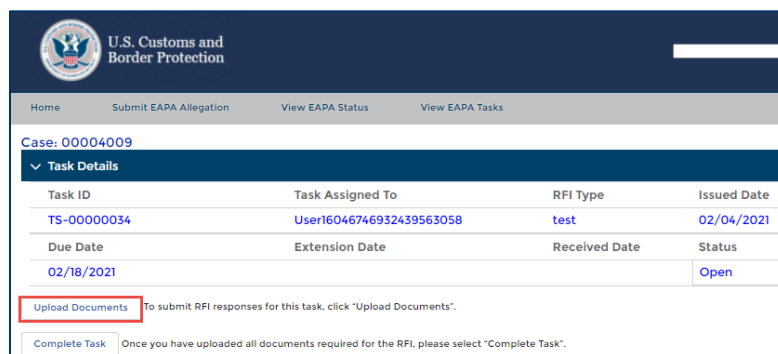 U.S. Customs and
Border Protection
Home Submit EAPA Allegation View EAPA Status View EAPA Tasks
Case: 00004009
Task Details
Task ID Task Assigned To RFI Type Issued Date
TS-00000034 User16046746932439563058 test 02/04/2021
Due Date Extension Date Received Date Status
02/18/2021 Open
Upload Documents To submit RFI responses for this task, click "Upload Documents".
Complete Task Once you have uploaded all documents required for the RFI, please select "Complete Task".